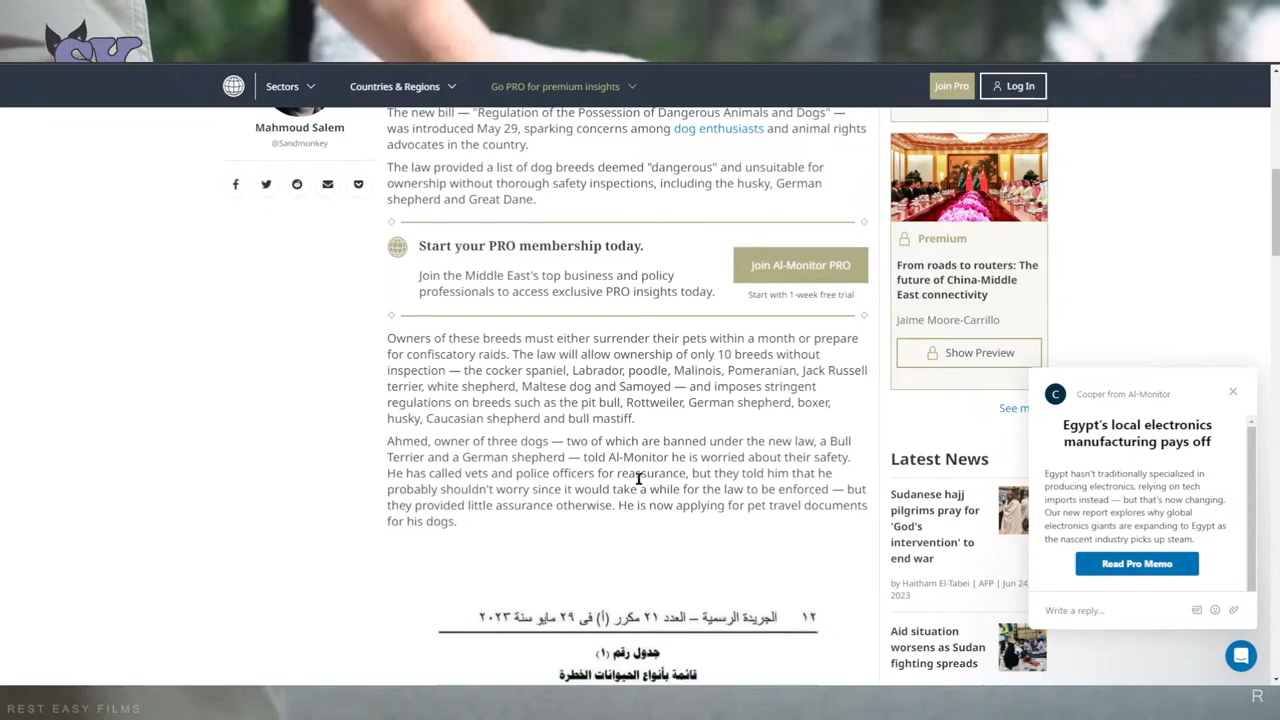 Sectors
Countries & Regions
Go PRO for premium insights
Join Pro
Log In
Mahmoud Salem
@Sandmonkey
The new bill — "Regulation of the Possession of Dangerous Animals and Dogs" —
was introduced May 29, sparking concerns among dog enthusiasts and animal rights
advocates in the country.
The law provided a list of dog breeds deemed "dangerous" and unsuitable for
ownership without thorough safety inspections, including the husky, German
shepherd and Great Dane.
Start your PRO membership today.
Join the Middle East's top business and policy
professionals to access exclusive PRO insights today.
Join Al-Monitor PRO
Start with 1-week free trial
Owners of these breeds must either surrender their pets within a month or prepare
for confiscatory raids. The law will allow ownership of only 10 breeds without
inspection — the cocker spaniel, Labrador, poodle, Malinois, Pomeranian, Jack Russell
terrier, white shepherd, Maltese dog and Samoyed — and imposes stringent
regulations on breeds such as the pit bull, Rottweiler, German shepherd, boxer,
husky, Caucasian shepherd and bull mastiff.
Ahmed, owner of three dogs — two of which are banned under the new law, a Bull
Terrier and a German shepherd — told Al-Monitor he is worried about their safety.
He has called vets and police officers for reassurance, but they told him that he
probably shouldn't worry since it would take a while for the law to be enforced — but
they provided little assurance otherwise. He is now applying for pet travel documents
for his dogs.
١٢ الجريدة الرسمية – العدد ٢١ مكرر (أ) فى ٢٩ مايو سنة ٢٠٢٣
جدول رقم (١)
قائمة بأنواع الحيوانات الخطرة
Premium
From roads to routers: The
future of China-Middle
East connectivity
Jaime Moore-Carrillo
Show Preview
See m
Latest News
Sudanese hajj
pilgrims pray for
'God's
intervention' to
end war
by Haitham El-Tabei | AFP | Jun 24,
2023
Aid situation
worsens as Sudan
fighting spreads
C
Cooper from Al-Monitor
Egypt's local electronics
manufacturing pays off
Egypt hasn't traditionally specialized in
producing electronics, relying on tech
imports instead — but that's now changing.
Our new report explores why global
electronics giants are expanding to Egypt as
the nascent industry picks up steam.
Read Pro Memo
Write a reply...
GIF
REST EASY FILMS
R